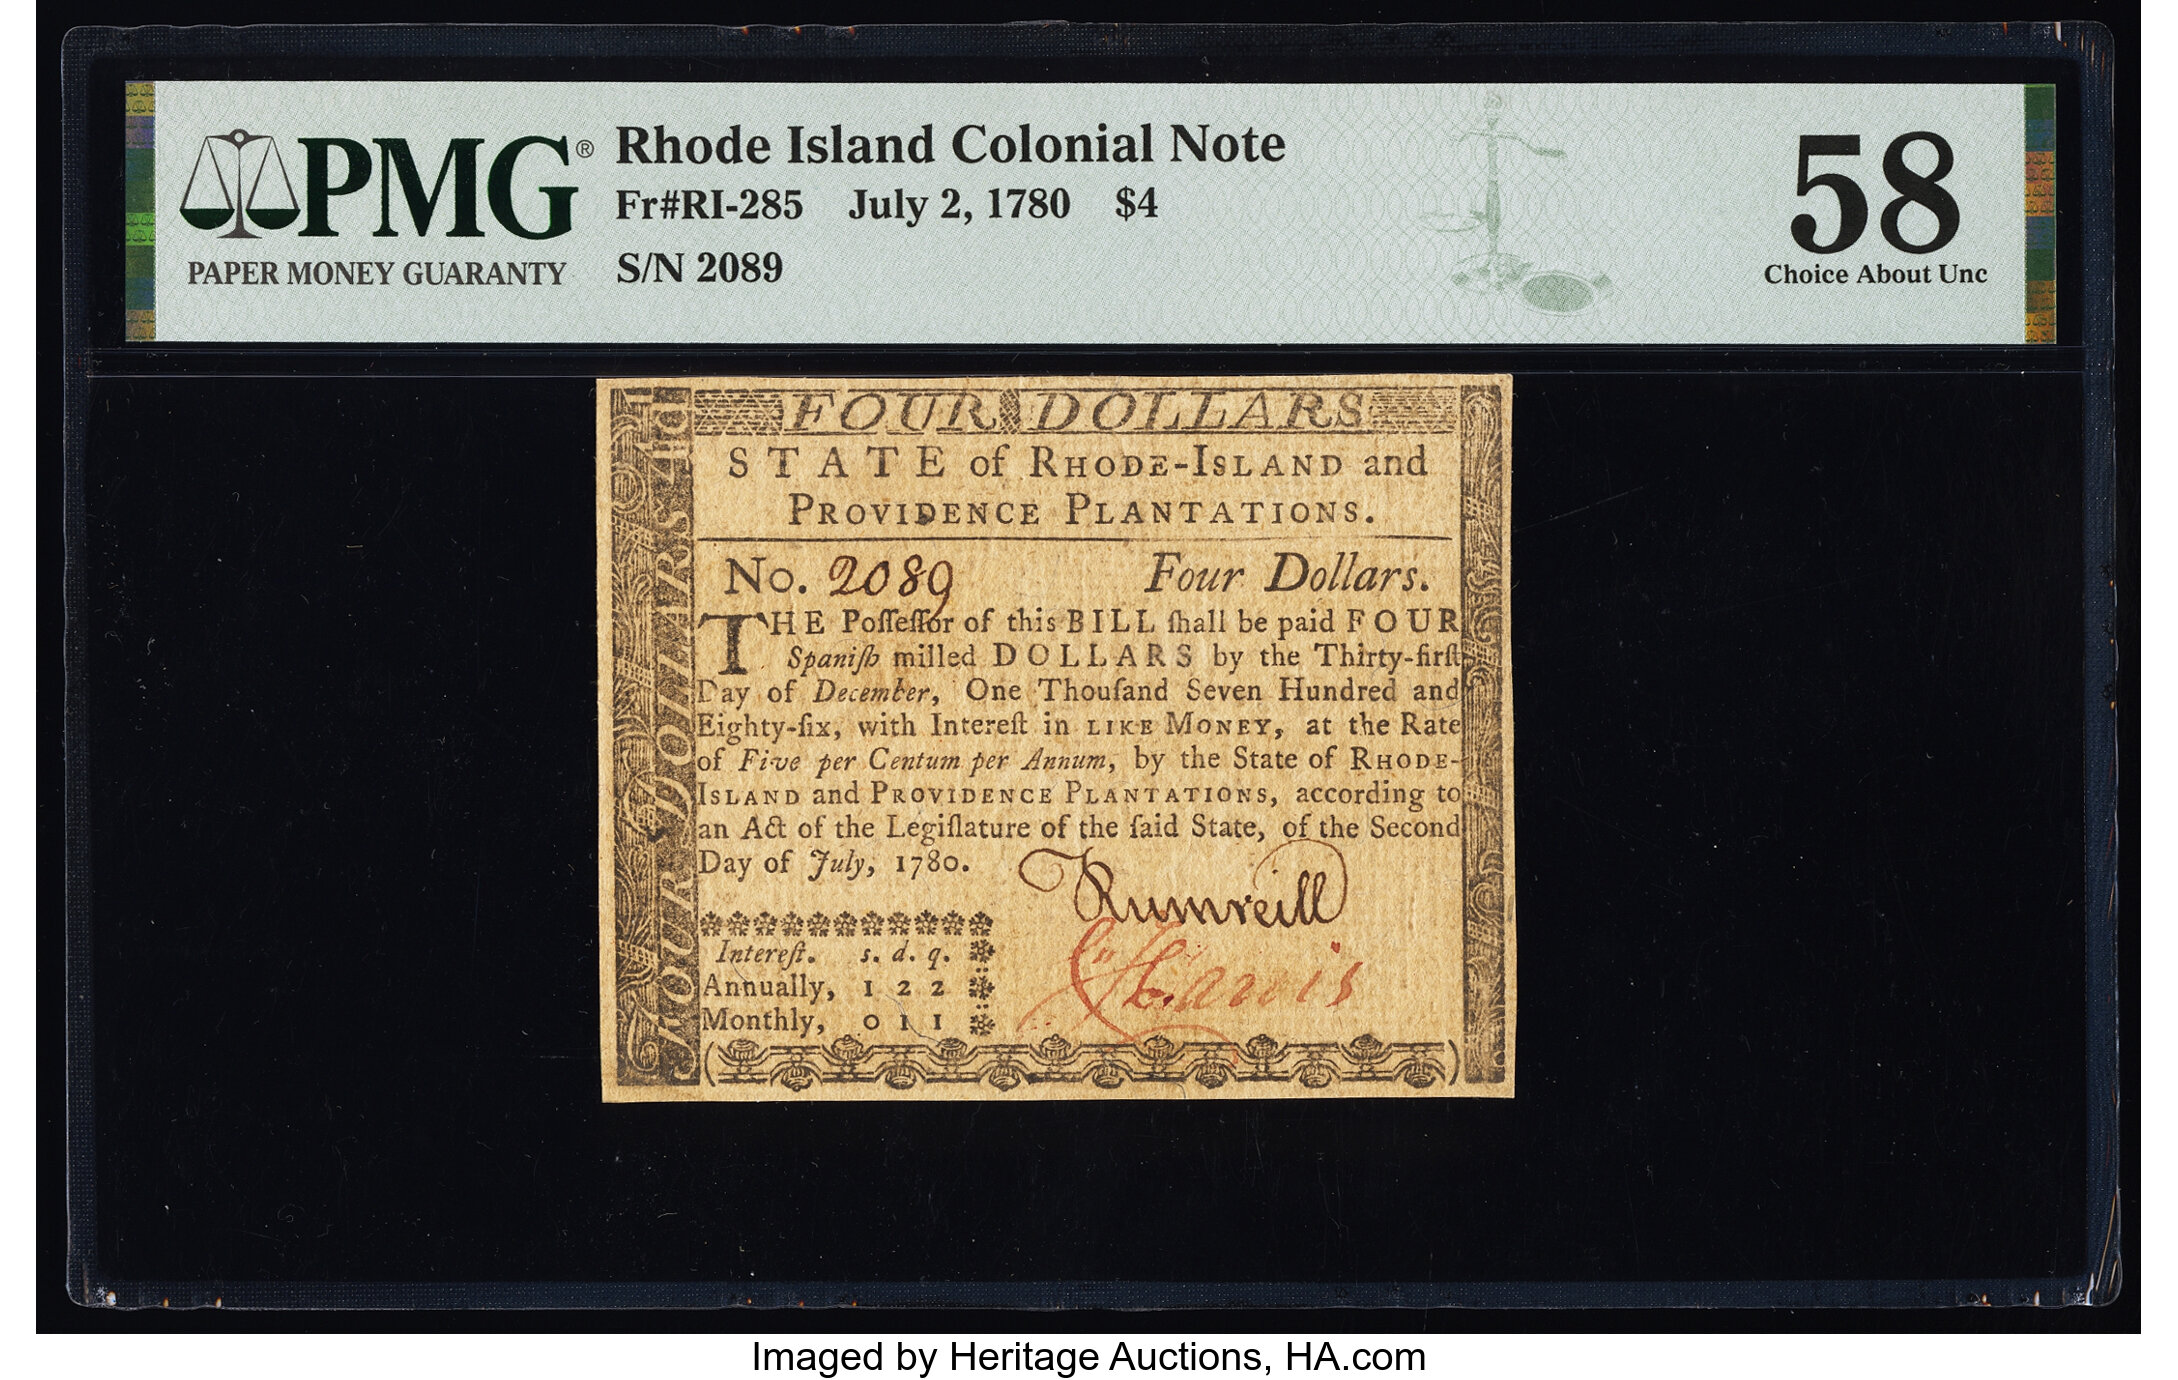 PMG®
PAPER MONEY GUARANTY
Rhode Island Colonial Note
Fr#RI-285 July 2, 1780 $4
S/N 2089
58
Choice About Unc
FOUR DOLLARS
STATE of RHODE-ISLAND and
PROVIDENCE PLANTATIONS.
No. 2089 Four Dollars.
THE Poſſeſſor of this BILL ſhall be paid FOUR
Spaniſh milled DOLLARS by the Thirty-firſt
Day of December, One Thouſand Seven Hundred and
Eighty-ſix, with Intereſt in LIKE MONEY, at the Rate
of Five per Centum per Annum, by the State of RHODE-
ISLAND and PROVIDENCE PLANTATIONS, according to
an Act of the Legiſlature of the ſaid State, of the Second
Day of July, 1780.
Rumreill
Harris
Intereſt. s. d. q.
Annually, 1 2 2
Monthly, 0 1 1
FOUR DOLLARS
Imaged by Heritage Auctions, HA.com